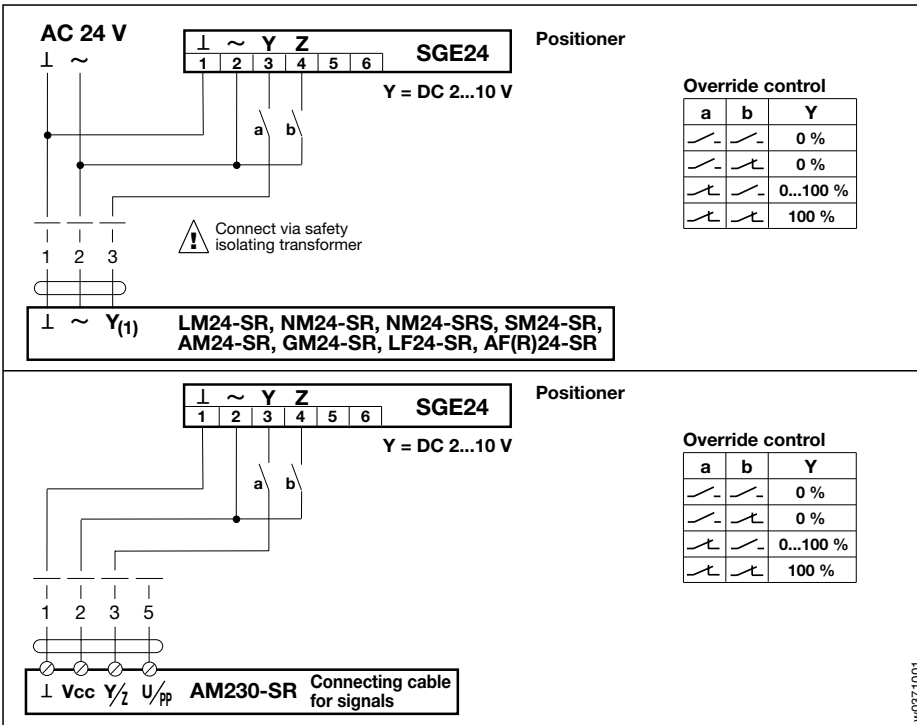 AC 24 V
⊥ ~
⊥ ~ Y Z
1 2 3 4 5 6
SGE24
Positioner
Y = DC 2...10 V
a b
Override control
a b Y
0 %
0 %
0...100 %
100 %
Connect via safety
isolating transformer
1 2 3
⊥ ~ Y(1)
LM24-SR, NM24-SR, NM24-SRS, SM24-SR,
AM24-SR, GM24-SR, LF24-SR, AF(R)24-SR
⊥ ~ Y Z
1 2 3 4 5 6
SGE24
Positioner
Y = DC 2...10 V
a b
Override control
a b Y
0 %
0 %
0...100 %
100 %
1 2 3 5
⊥ Vcc Y/Z U/PP
AM230-SR
Connecting cable
for signals
v0371001